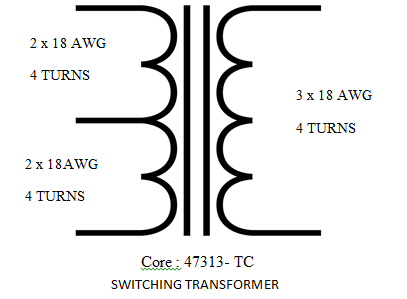 2 x 18 AWG
4 TURNS
3 x 18 AWG
4 TURNS
2 x 18AWG
4 TURNS
Core : 47313- TC
SWITCHING TRANSFORMER